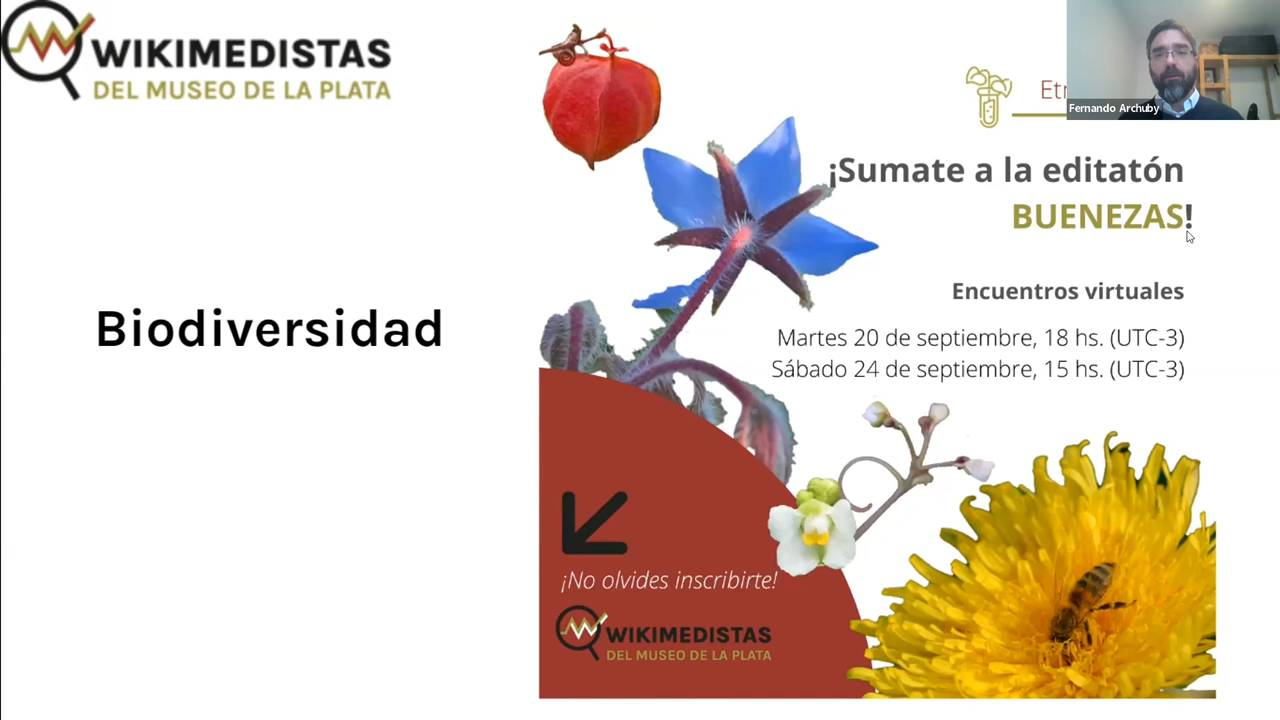 WIKIMEDISTAS
DEL MUSEO DE LA PLATA
Fernando Archuby
¡Sumate a la editatón
BUENEZAS!
Encuentros virtuales
Martes 20 de septiembre, 18 hs. (UTC-3)
Sábado 24 de septiembre, 15 hs. (UTC-3)
Biodiversidad
¡No olvides inscribirte!
WIKIMEDISTAS
DEL MUSEO DE LA PLATA